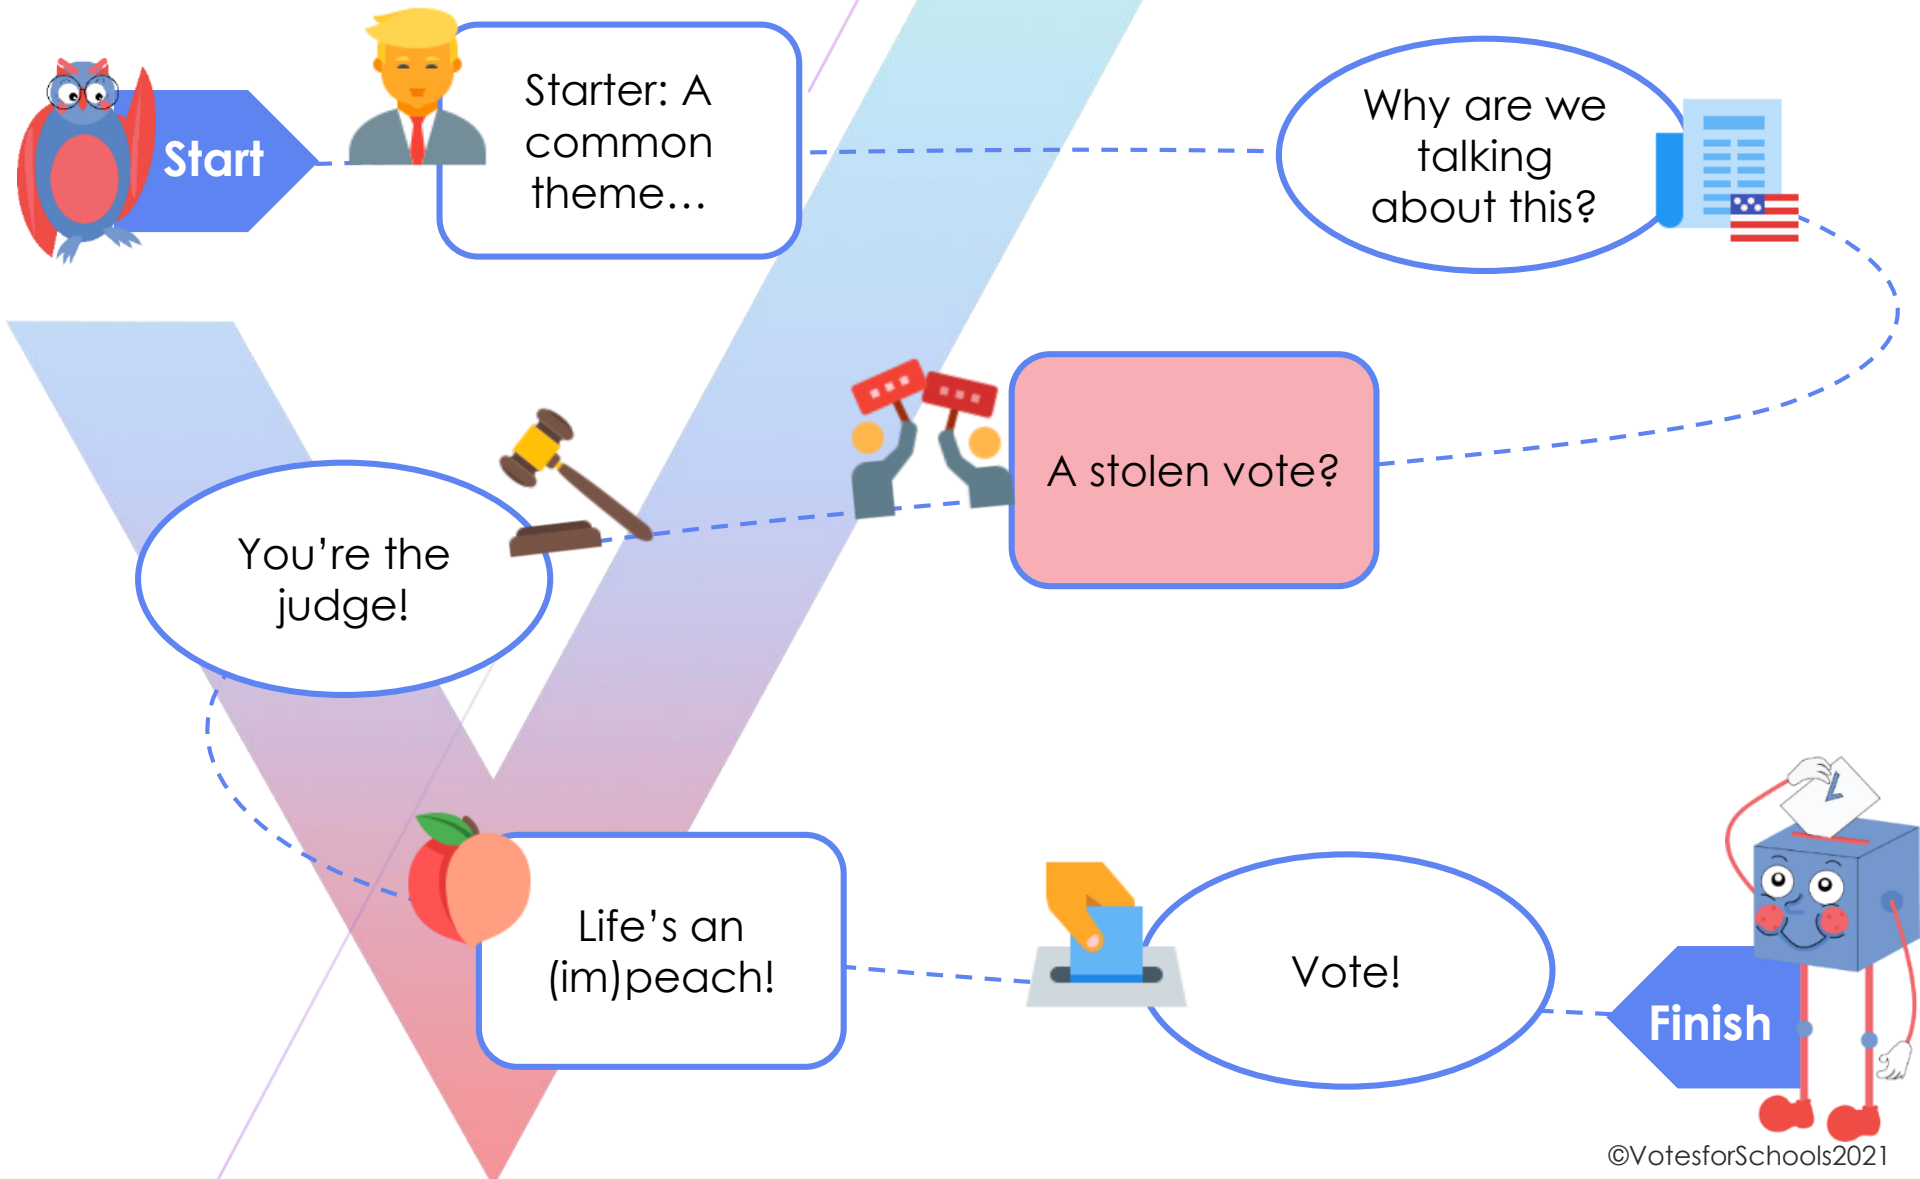 Start
Starter: A
common
theme…
Why are we
talking
about this?
A stolen vote?
You’re the
judge!
Life’s an
(im)peach!
Vote!
Finish
©VotesforSchools2021